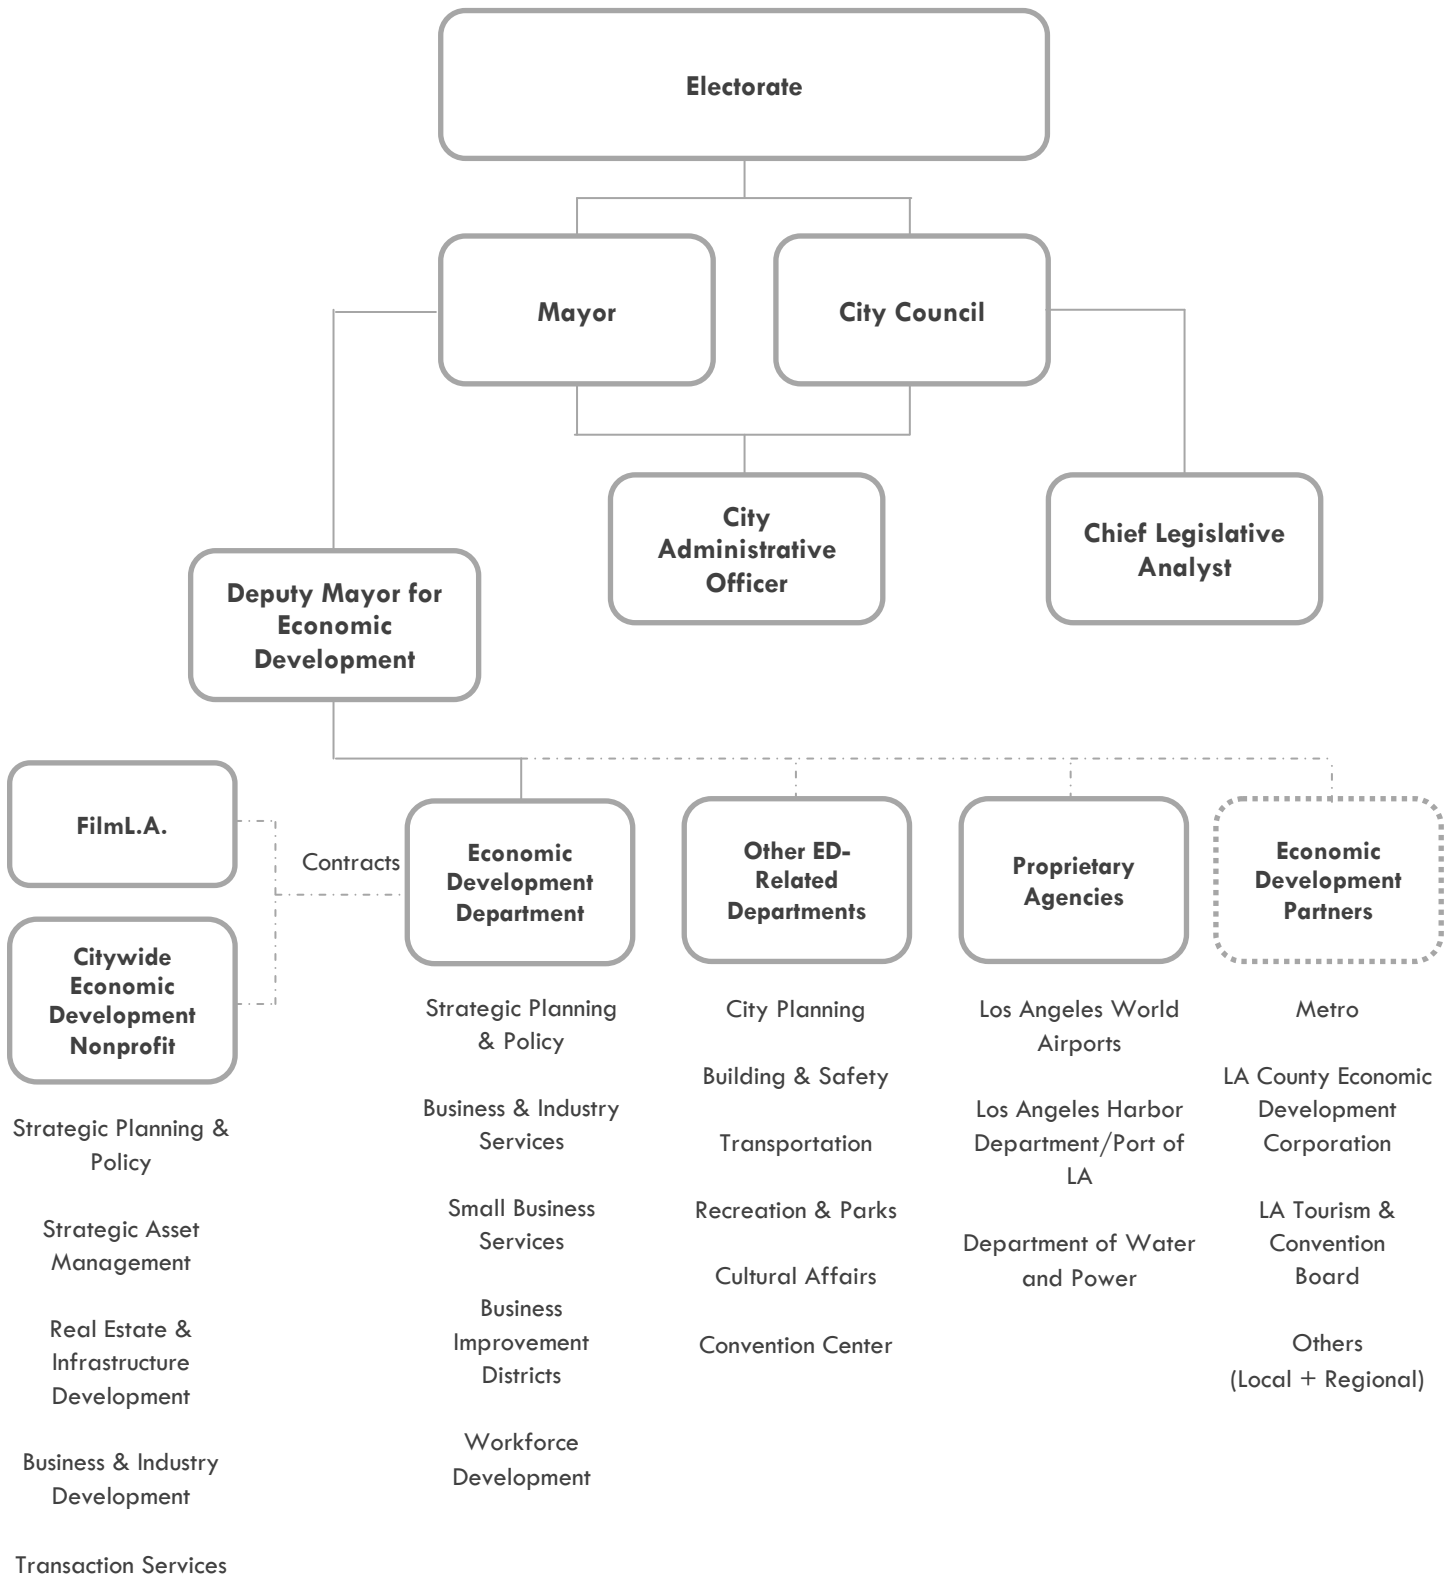 Electorate
Mayor
City Council
City
Administrative
Officer
Chief Legislative
Analyst
Deputy Mayor for
Economic
Development
FilmL.A.
Contracts
Citywide
Economic
Development
Nonprofit
Strategic Planning &
Policy
Strategic Asset
Management
Real Estate &
Infrastructure
Development
Business & Industry
Development
Transaction Services
Economic
Development
Department
Strategic Planning
& Policy
Business & Industry
Services
Small Business
Services
Business
Improvement
Districts
Workforce
Development
Other ED-
Related
Departments
City Planning
Building & Safety
Transportation
Recreation & Parks
Cultural Affairs
Convention Center
Proprietary
Agencies
Los Angeles World
Airports
Los Angeles Harbor
Department/Port of
LA
Department of Water
and Power
Economic
Development
Partners
Metro
LA County Economic
Development
Corporation
LA Tourism &
Convention
Board
Others
(Local + Regional)